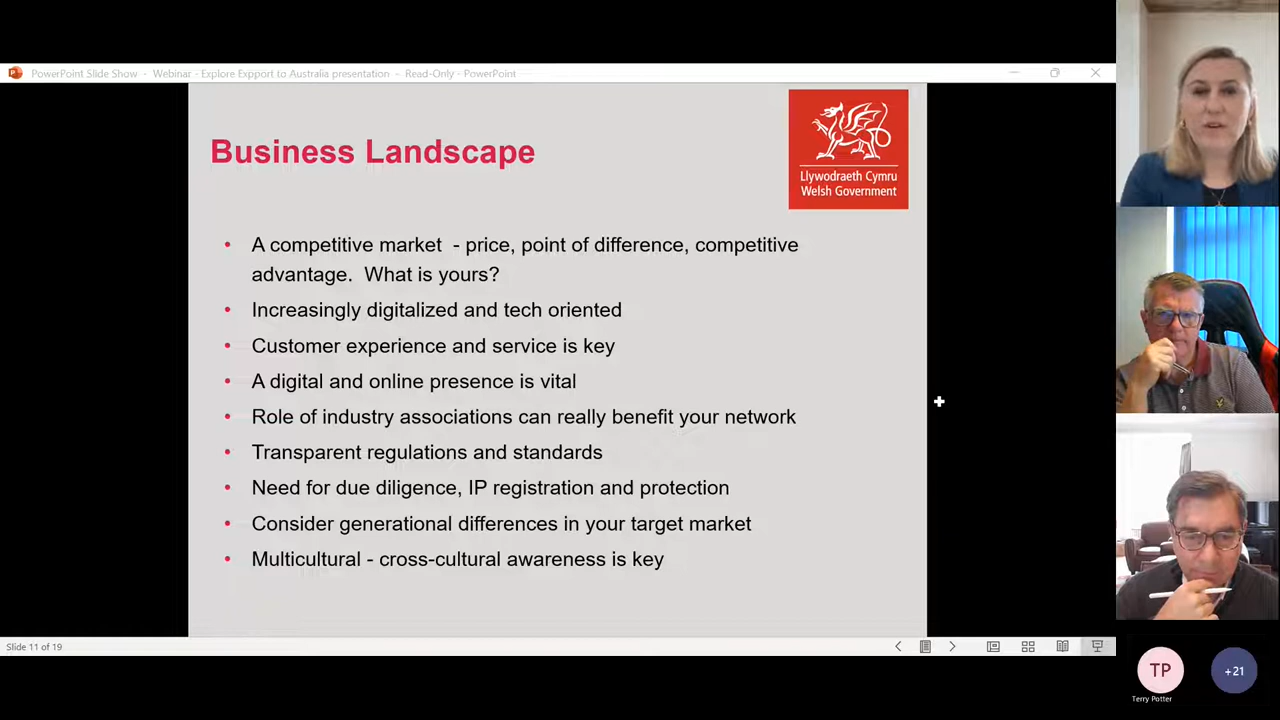 PowerPoint Slide Show - Webinar - Explore Expport to Australia presentation - Read-Only - PowerPoint
Business Landscape
Llywodraeth Cymru
Welsh Government
• A competitive market - price, point of difference, competitive
advantage. What is yours?
• Increasingly digitalized and tech oriented
• Customer experience and service is key
• A digital and online presence is vital
• Role of industry associations can really benefit your network
• Transparent regulations and standards
• Need for due diligence, IP registration and protection
• Consider generational differences in your target market
• Multicultural - cross-cultural awareness is key
Slide 11 of 19
TP
Terry Potter
+21